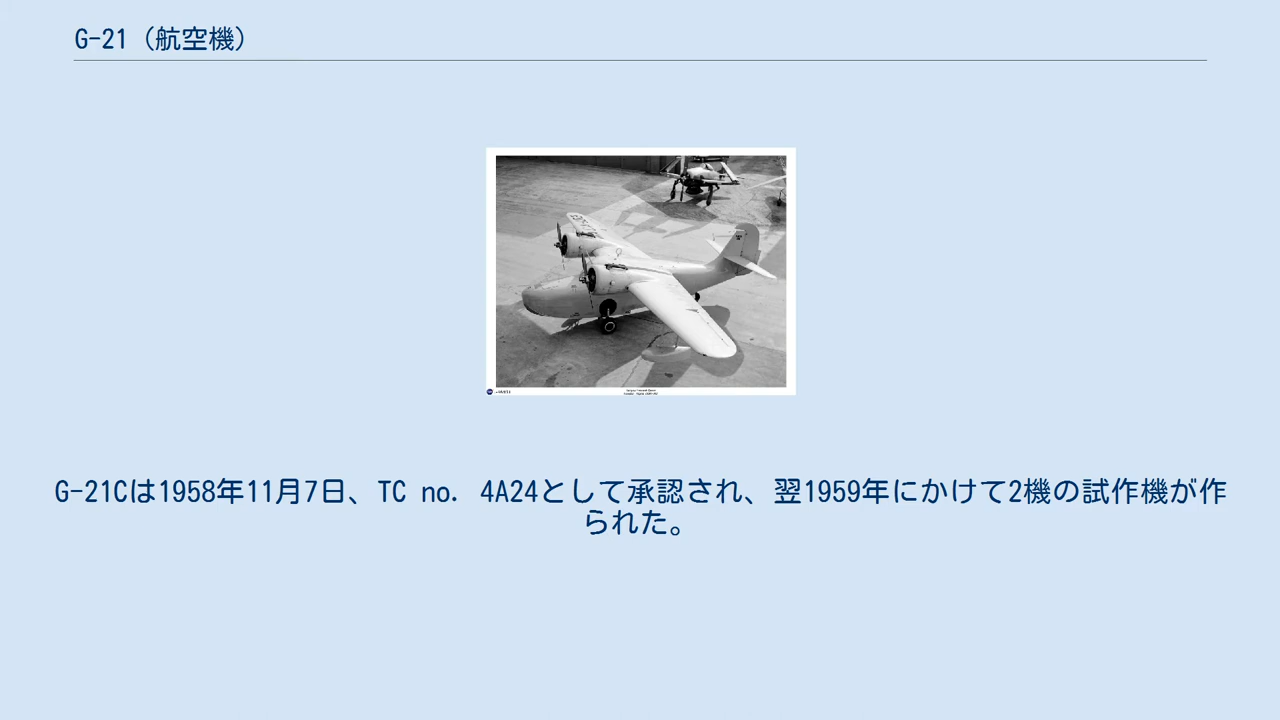 G-21（航空機）
G-21Cは1958年11月7日、TC no. 4A24として承認され、翌1959年にかけて2機の試作機が作
られた。